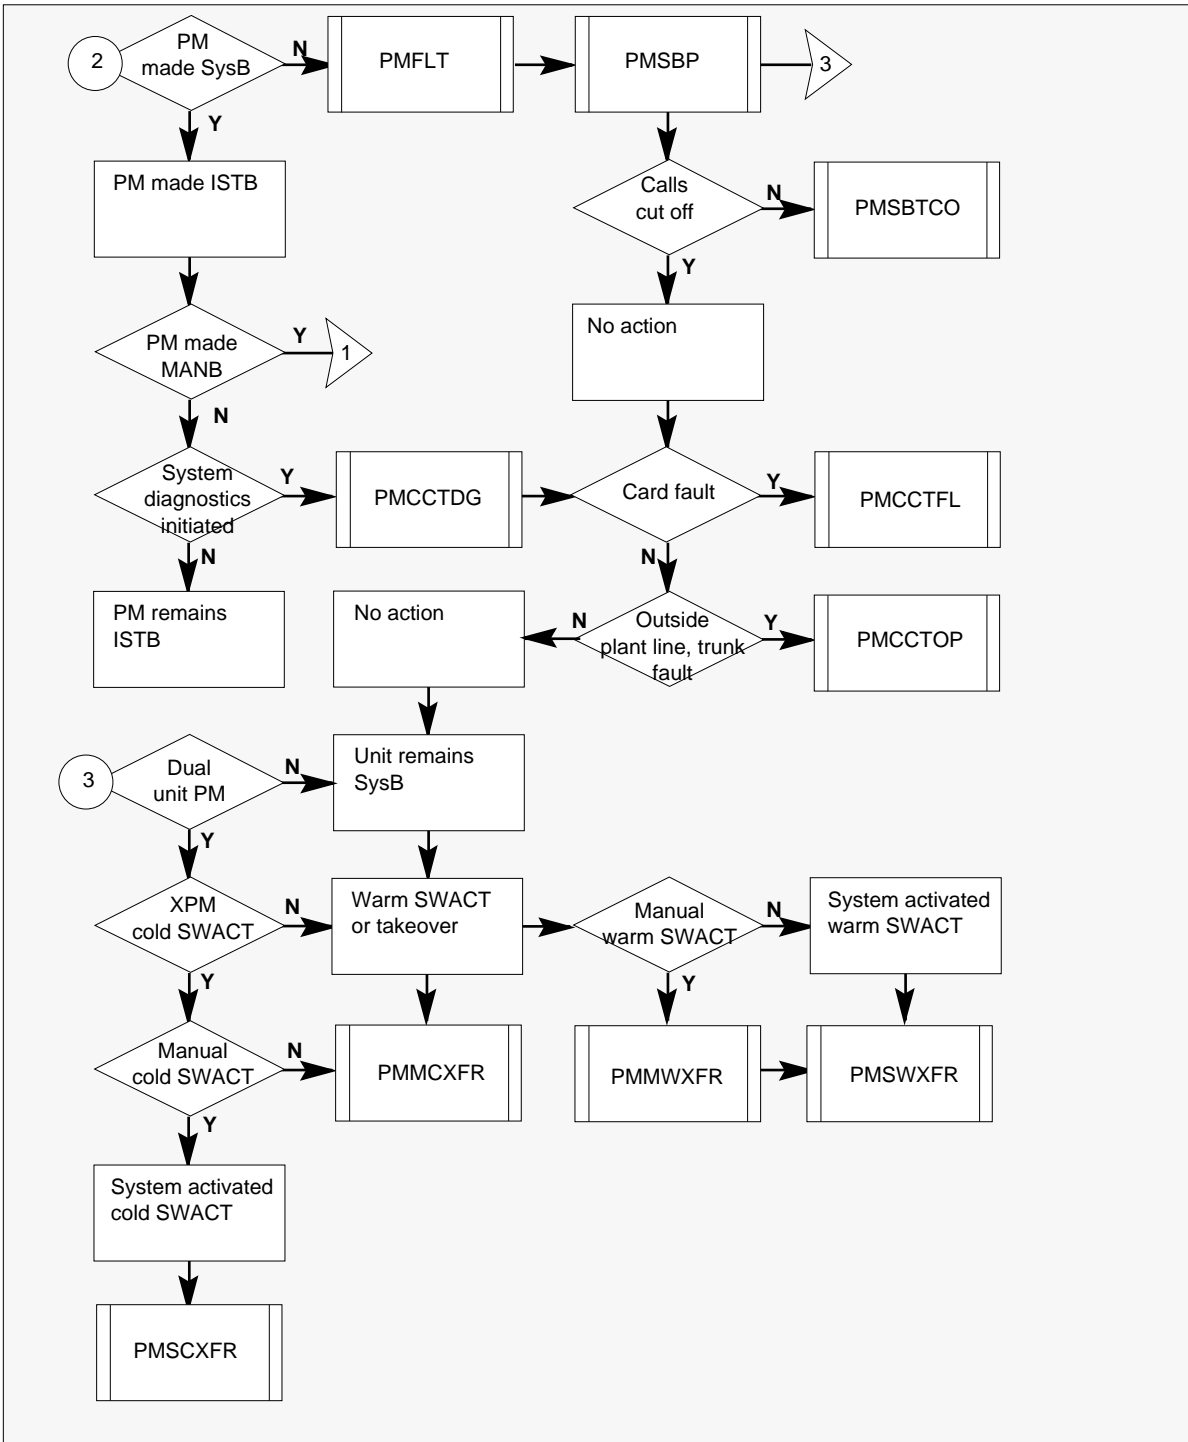 2
PM
made SysB
N
PMFLT
PMSBP
3
Y
PM made ISTB
Calls
cut off
N
PMSBTCO
Y
PM made
MANB
Y
1
No action
N
System
diagnostics
initiated
Y
PMCCTDG
Card fault
Y
PMCCTFL
N
N
PM remains
ISTB
No action
N
Outside
plant line, trunk
fault
Y
PMCCTOP
3
Dual
unit PM
N
Unit remains
SysB
Y
XPM
cold SWACT
N
Warm SWACT
or takeover
Manual
warm SWACT
N
System activated
warm SWACT
Y
Y
Manual
cold SWACT
N
PMMCXFR
PMMWXFR
PMSWXFR
Y
System activated
cold SWACT
PMSCXFR